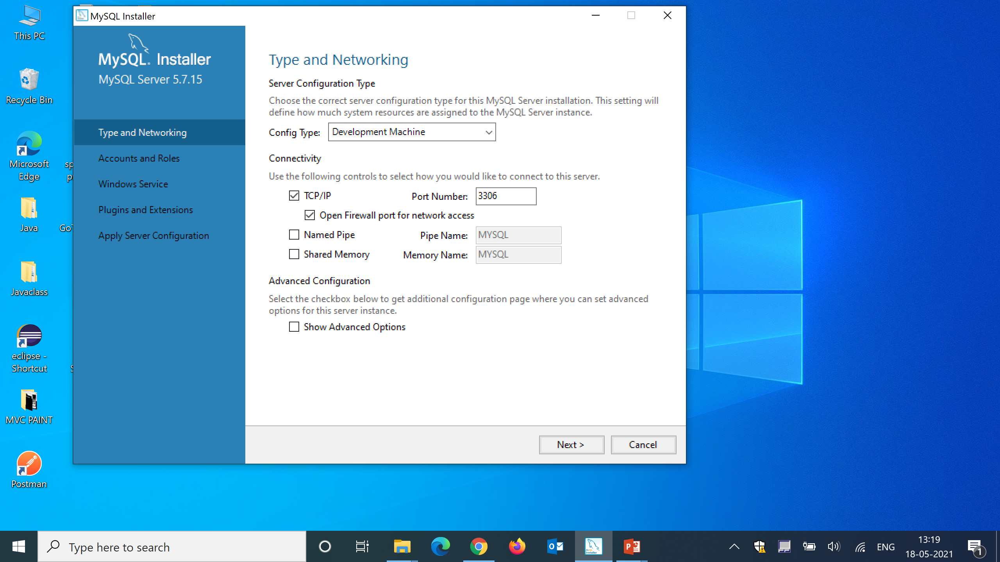 This PC
Recycle Bin
Microsoft
Edge
Java
Javaclass
eclipse -
Shortcut
MVC PAINT
Postman
MySQL Installer
MySQL. Installer
MySQL Server 5.7.15
Type and Networking
Accounts and Roles
Windows Service
Plugins and Extensions
Apply Server Configuration
Type and Networking
Server Configuration Type
Choose the correct server configuration type for this MySQL Server installation. This setting will
define how much system resources are assigned to the MySQL Server instance.
Config Type: Development Machine
Connectivity
Use the following controls to select how you would like to connect to this server.
TCP/IP Port Number: 3306
Open Firewall port for network access
Named Pipe Pipe Name: MYSQL
Shared Memory Memory Name: MYSQL
Advanced Configuration
Select the checkbox below to get additional configuration page where you can set advanced
options for this server instance.
Show Advanced Options
Next > Cancel
Type here to search
ENG
13:19
18-05-2021
1